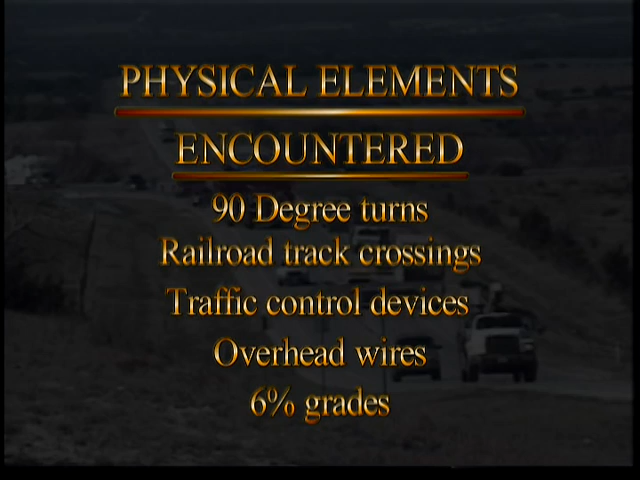 PHYSICAL ELEMENTS
ENCOUNTERED
90 Degree turns
Railroad track crossings
Traffic control devices
Overhead wires
6% grades